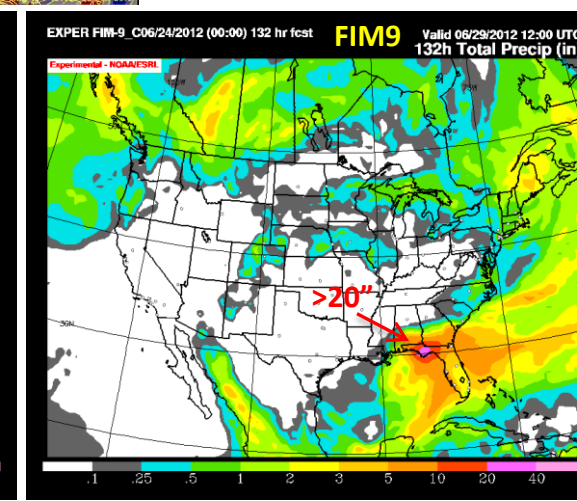 EXPER FIM-9_C06/24/2012 (00:00) 132 hr fcst
FIM9
Valid 06/29/2012 12:00 UTC
132h Total Precip (in
Experimental - NOAA/ESRL
>20”
30N
.1 .25 .5 1 2 3 5 10 20 40